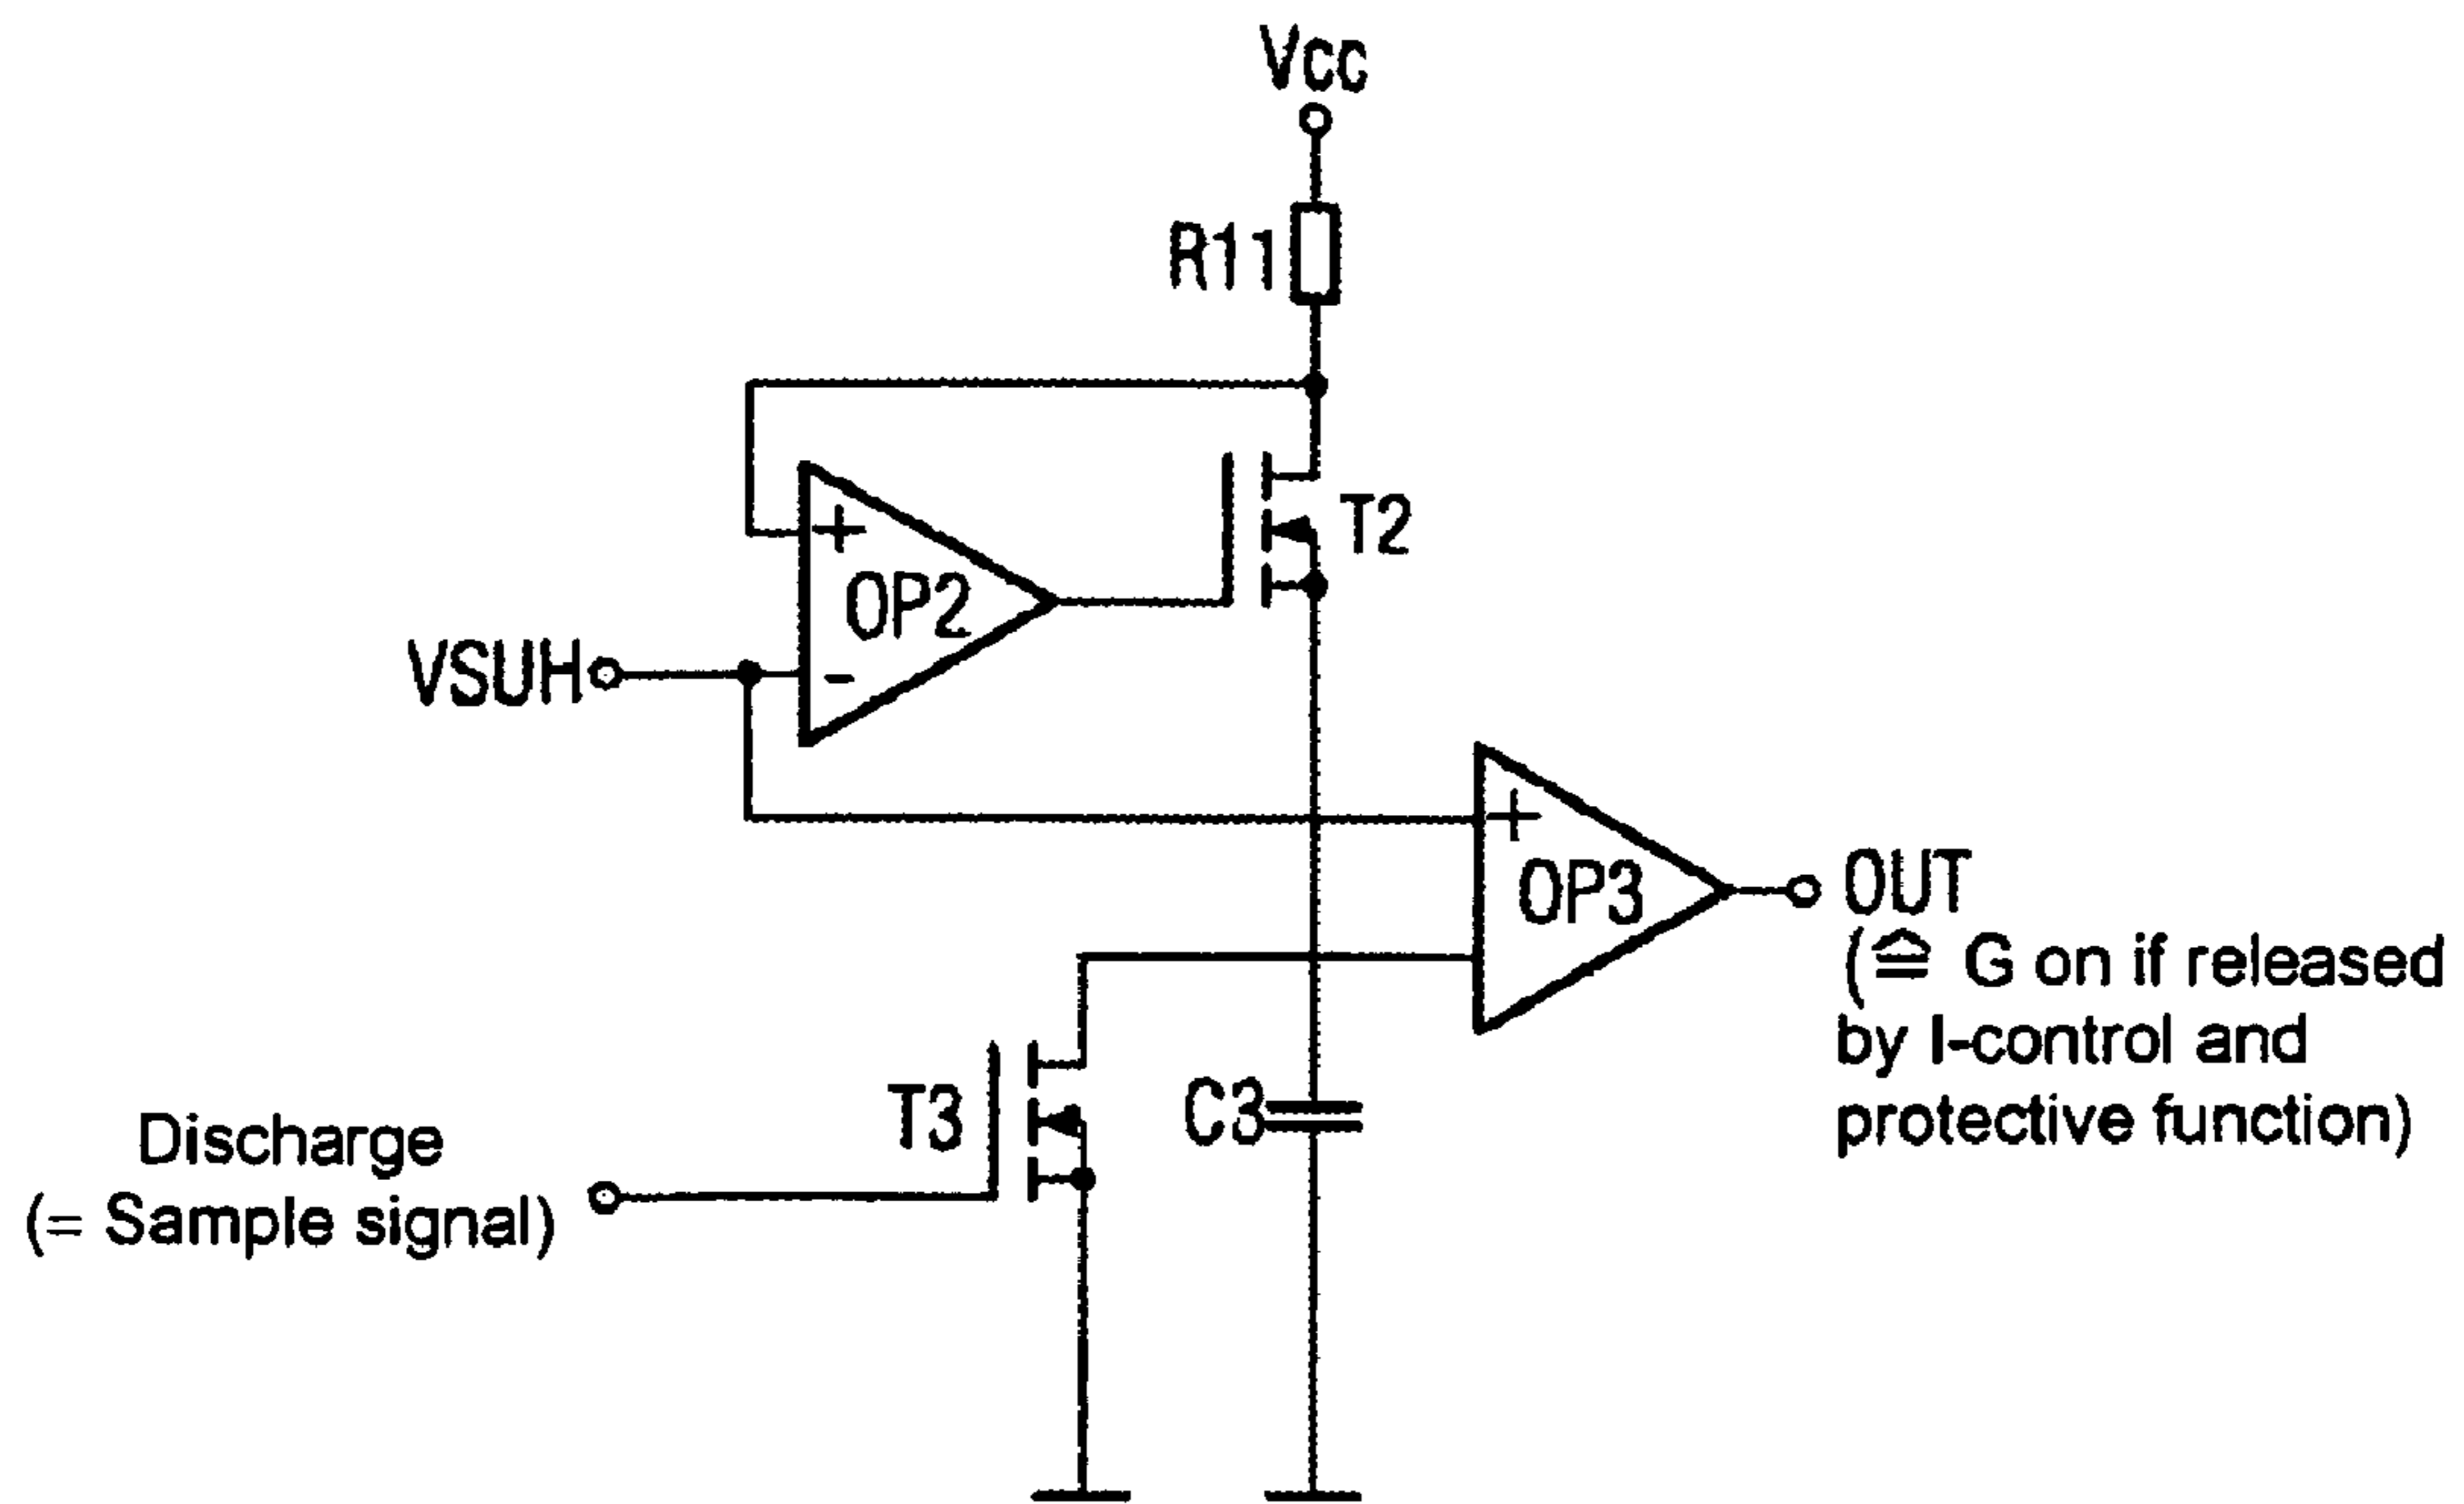 Vcc
R11
T2
+
OP2
-
VSUH
+
OP3
OUT
(≙ G on if released
by I-control and
protective function)
T3
C3
Discharge
(= Sample signal)